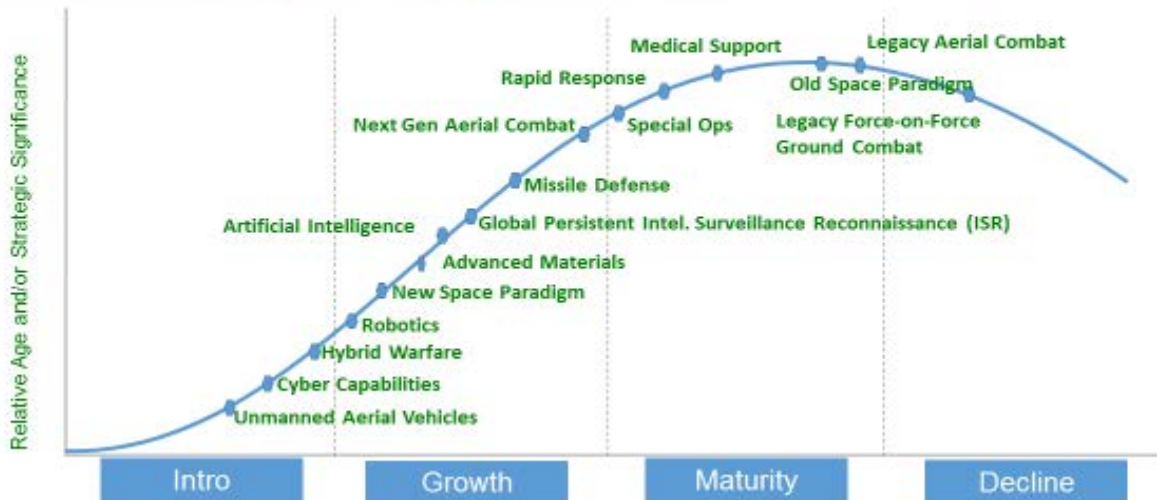 Relative Age and/or Strategic Significance
Medical Support
Legacy Aerial Combat
Rapid Response
Old Space Paradigm
Next Gen Aerial Combat
Special Ops
Legacy Force-on-Force
Ground Combat
Missile Defense
Artificial Intelligence
Global Persistent Intel. Surveillance Reconnaissance (ISR)
Advanced Materials
New Space Paradigm
Robotics
Hybrid Warfare
Cyber Capabilities
Unmanned Aerial Vehicles
Intro
Growth
Maturity
Decline